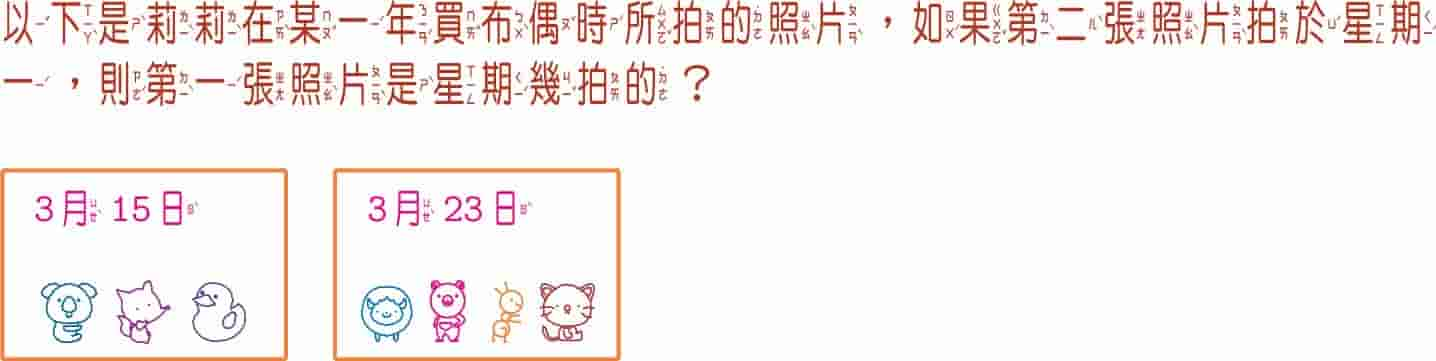 以下是莉莉在某一年買布偶時所拍的照片，如果第二張照片拍於星期
一，則第一張照片是星期幾拍的？
3月15日 3月23日